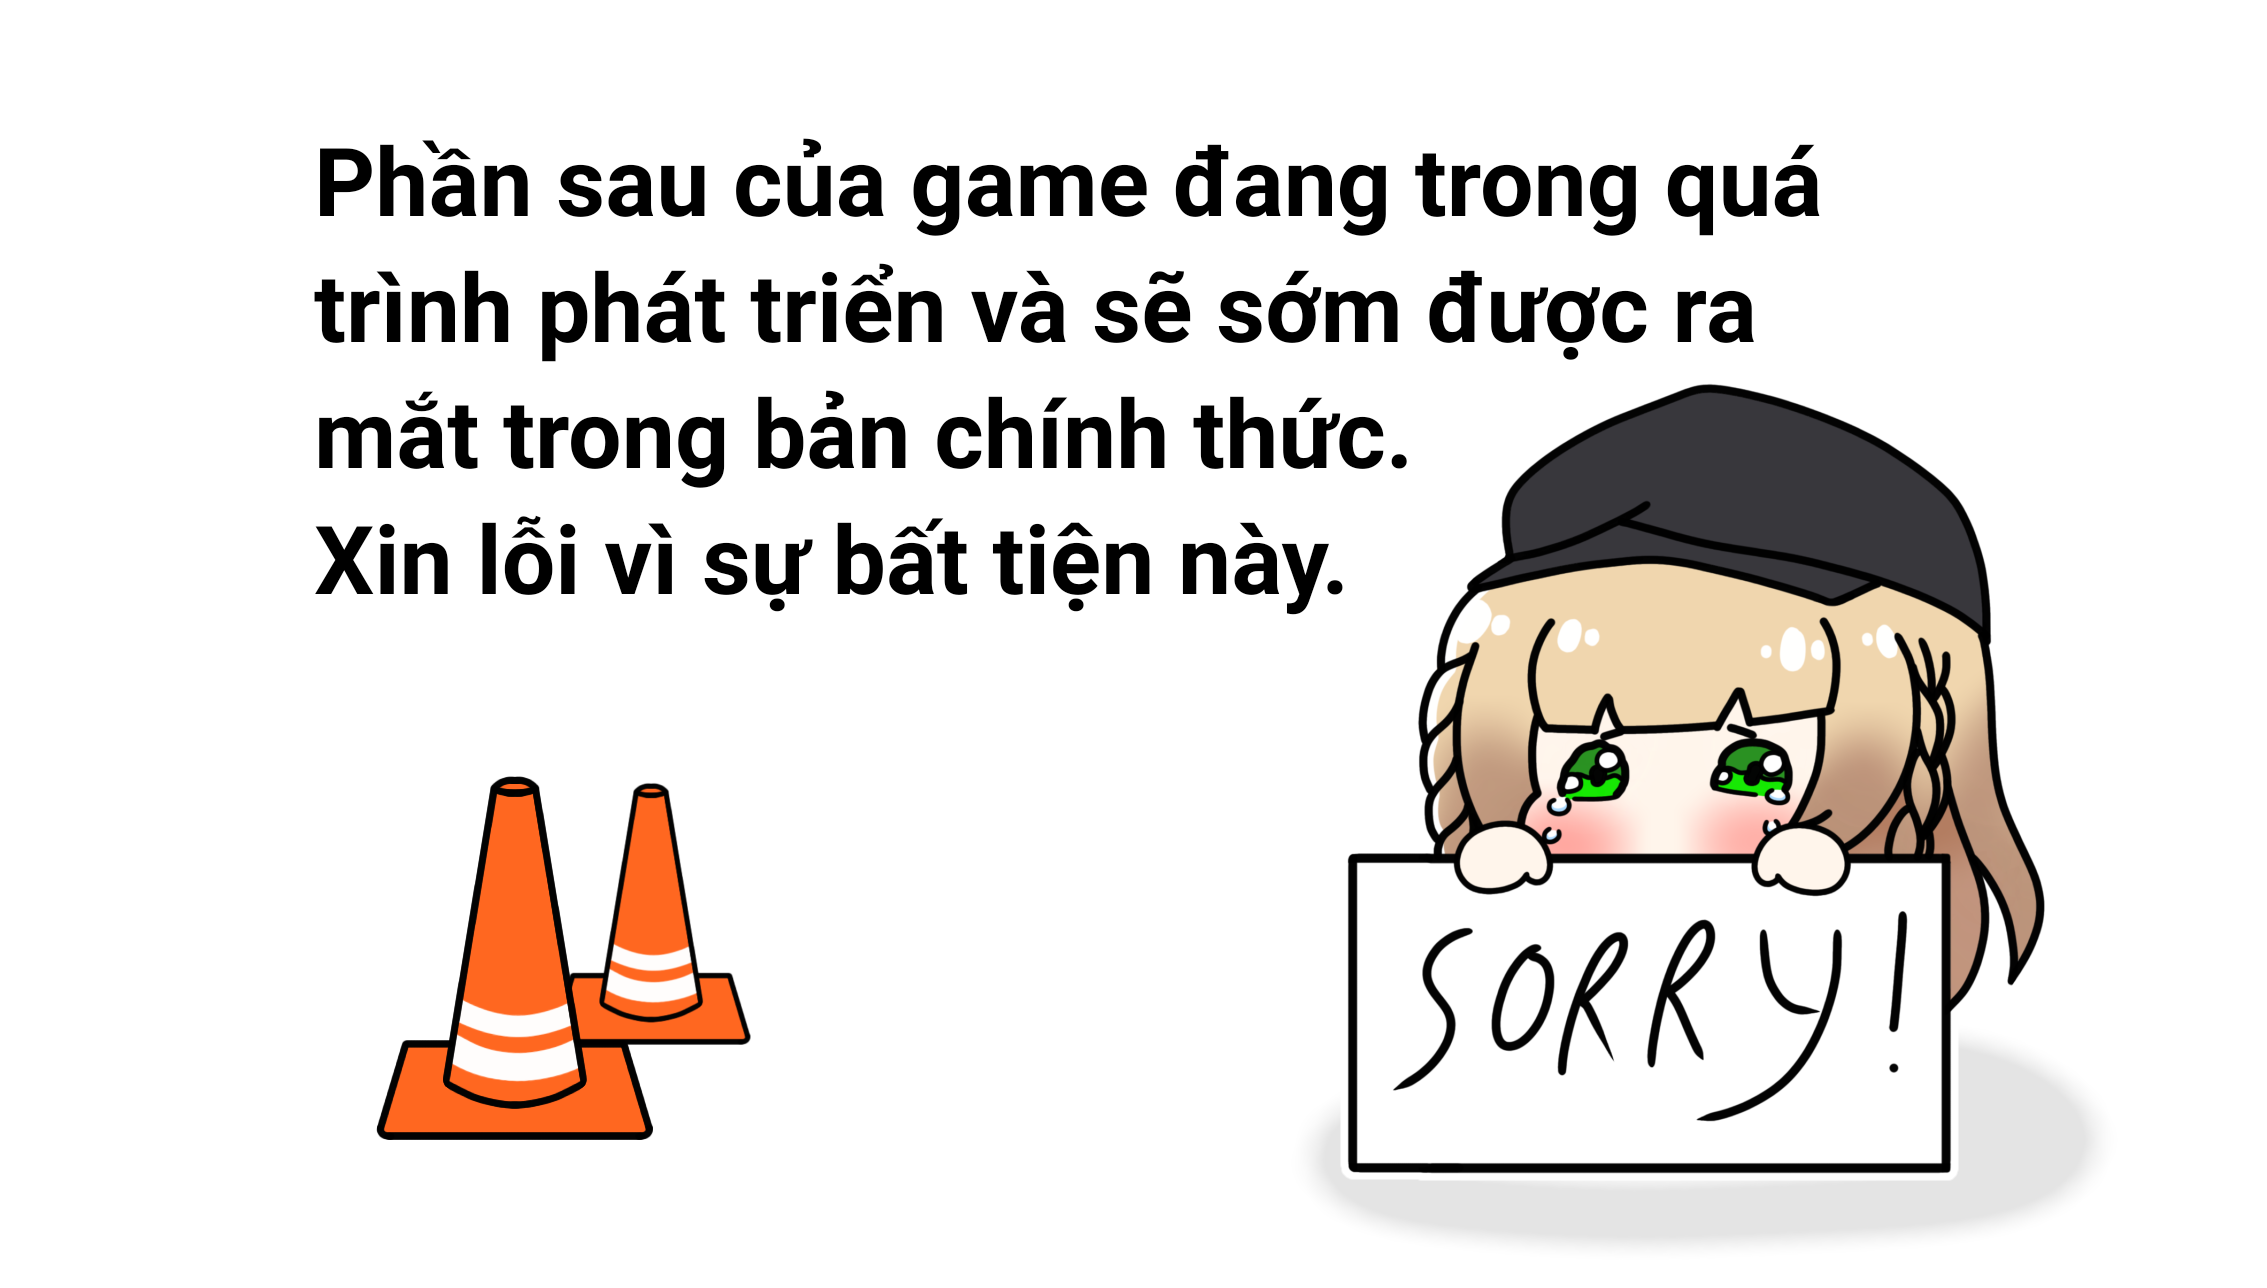 Phần sau của game đang trong quá
trình phát triển và sẽ sớm được ra
mắt trong bản chính thức.
Xin lỗi vì sự bất tiện này.
SORRY!